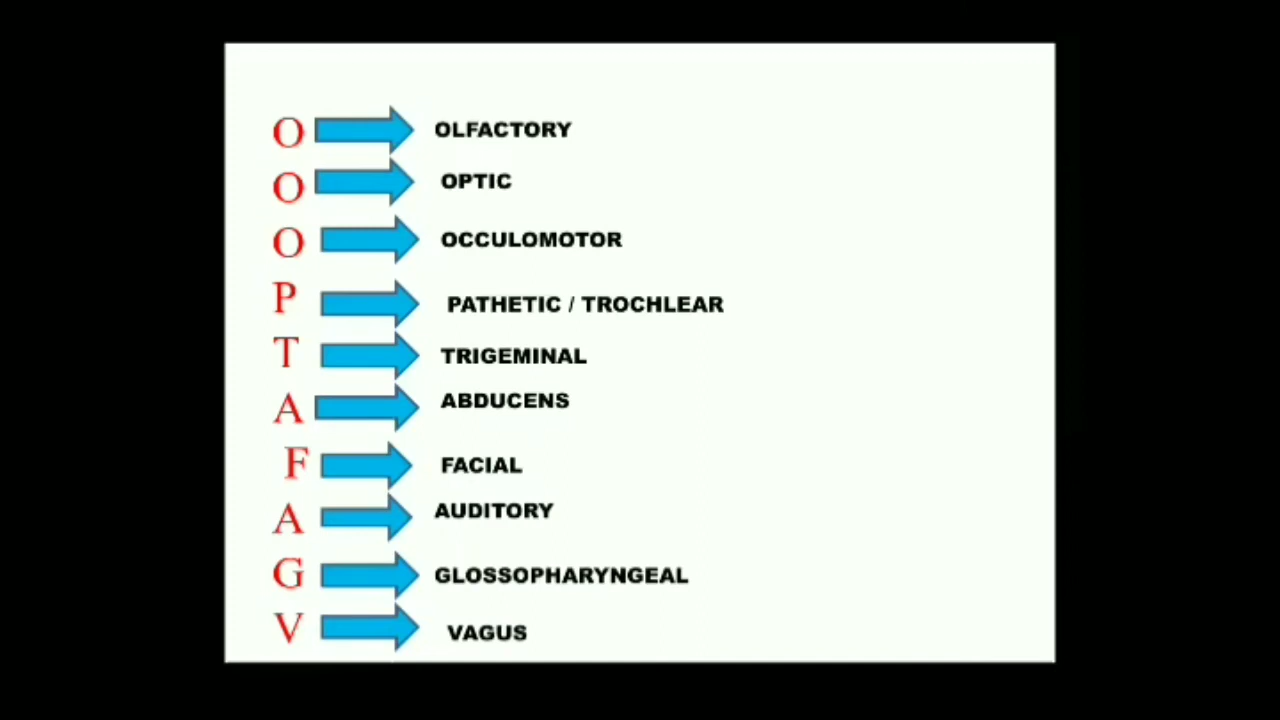 O OLFACTORY
O OPTIC
O OCCULOMOTOR
P PATHETIC / TROCHLEAR
T TRIGEMINAL
A ABDUCENS
F FACIAL
A AUDITORY
G GLOSSOPHARYNGEAL
V VAGUS